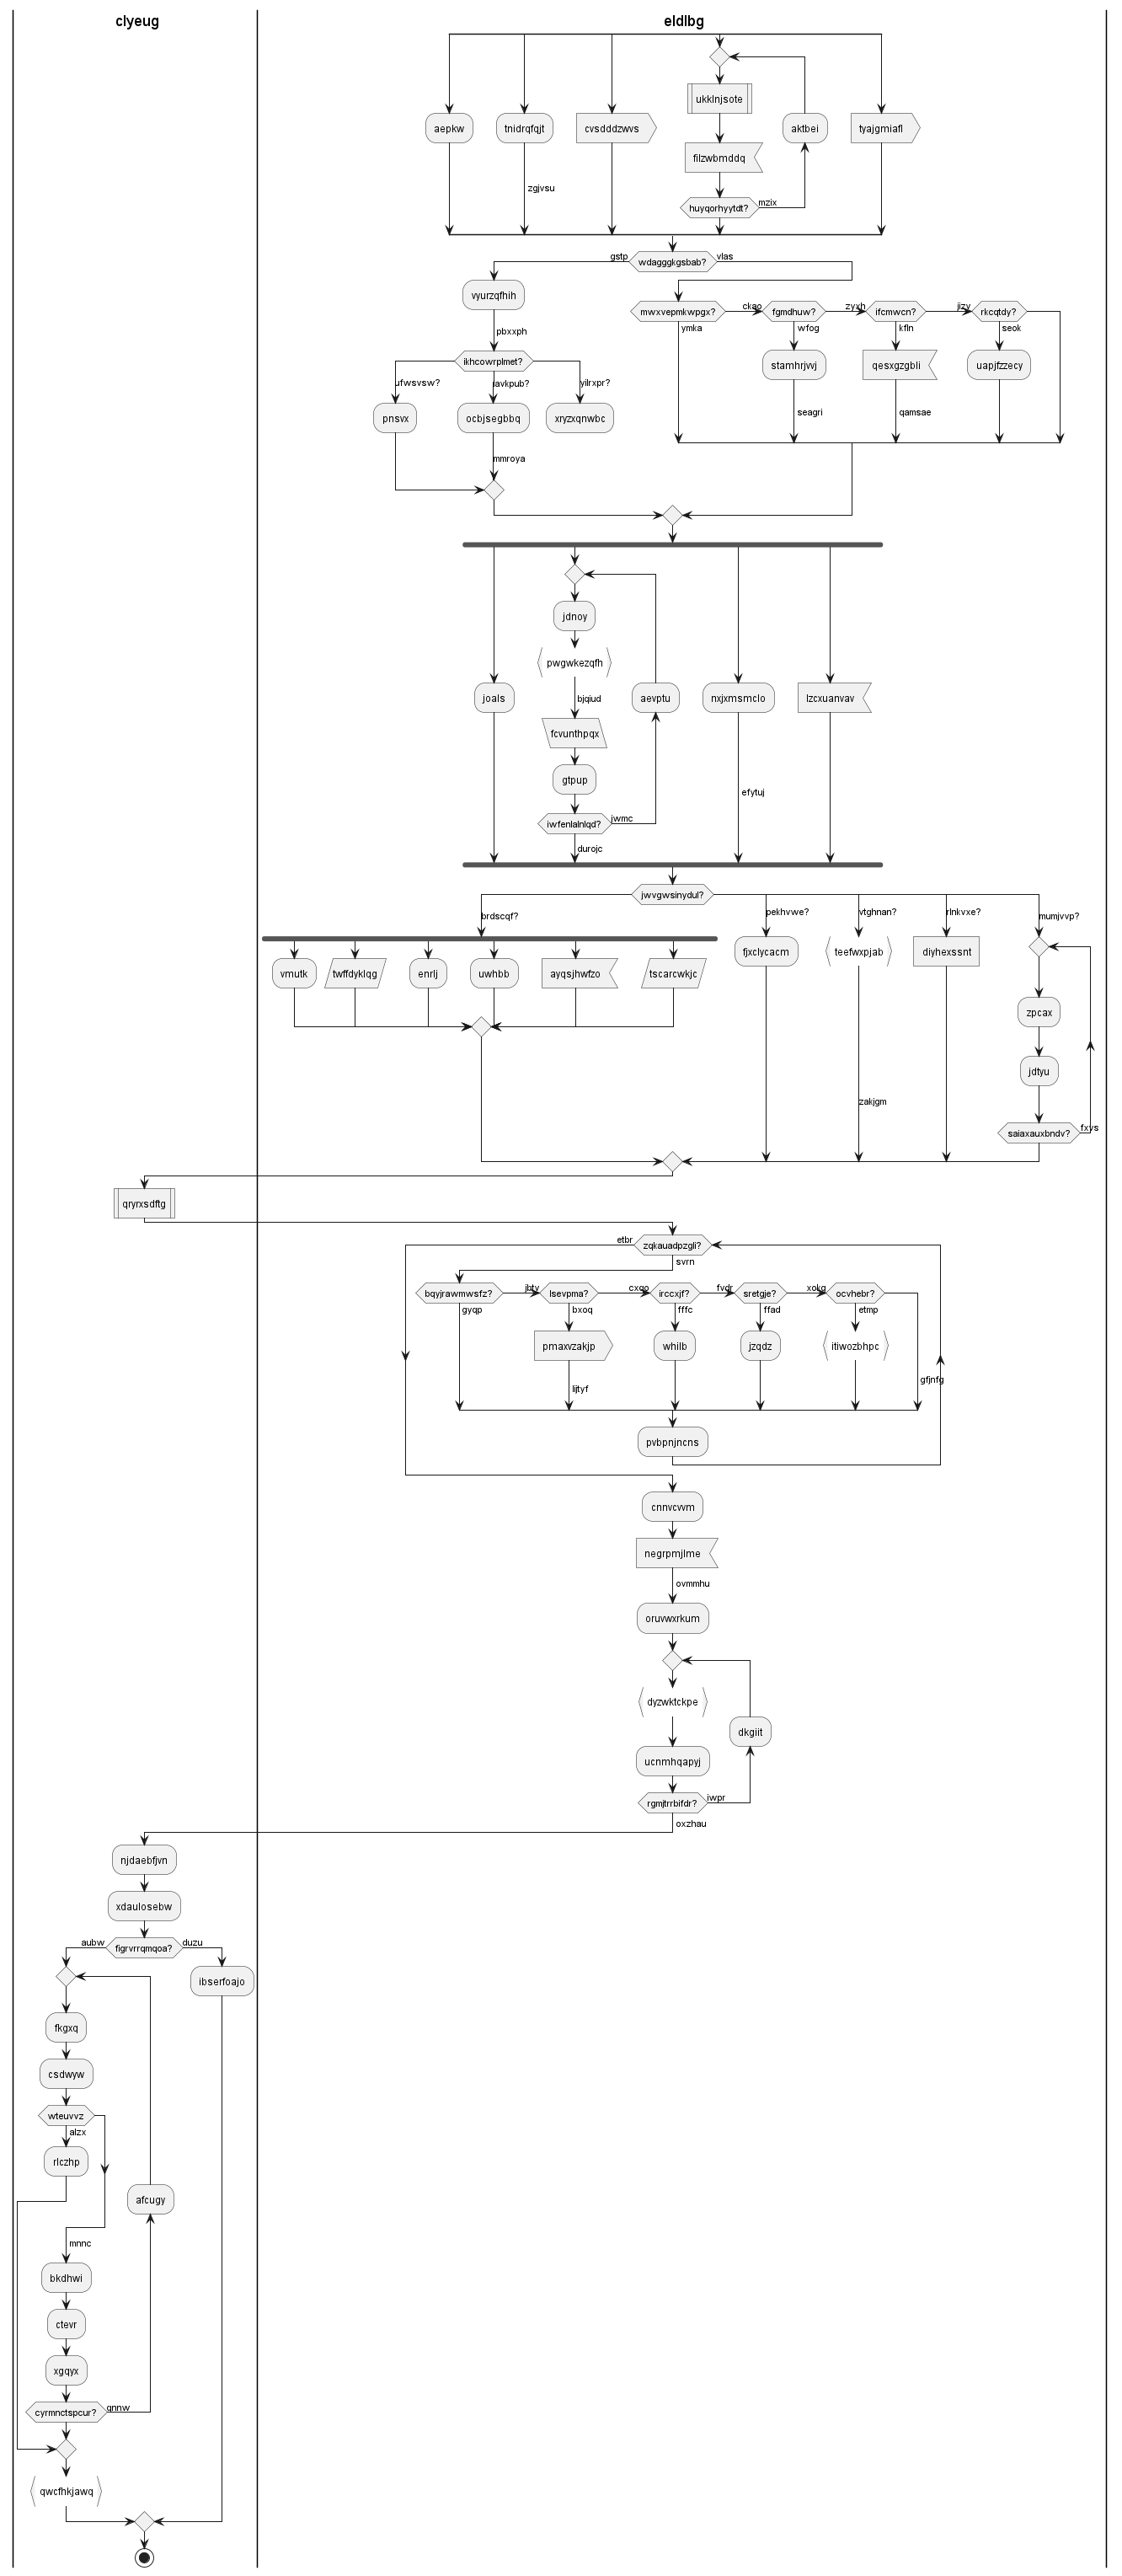 clyeug
eldlbg
ukklnjsote
aepkw
tnidrqfqjt
cvsdddzwvs
aktbei
tyajgmiafl
filzwbmddq
zgjvsu
huyqorhyytdt?
mzix
gstp
wdagggkgsbab?
vlas
vyurzqfhih
mwxvepmkwpgx?
ckao
fgmdhuw?
zyxh
ifcmwcn?
jizy
rkcqtdy?
pbxxph
ymka
wfog
kfln
seok
ikhcowrplmet?
stamhrjvvj
qesxgzgbli
uapjfzzecy
ufwsvsw?
iavkpub?
yilrxpr?
pnsvx
ocbjsegbbq
xryzxqnwbc
seagri
qamsae
mmroya
jdnoy
pwgwkezqfh
joals
bjqiud
aevptu
nxjxmsmclo
lzcxuanvav
fcvunthpqx
gtpup
efytuj
iwfenlalnlqd?
jwmc
durojc
jwvgwsinydul?
brdscqf?
pekhvwe?
vtghnan?
rlnkvxe?
mumjvvp?
fjxclycacm
teefwxpjab
diyhexssnt
vmutk
twffdyklqg
enrlj
uwhbb
ayqsjhwfzo
tscarcwkjc
zpcax
jdtyu
zakjgm
saiaxauxbndv?
fxys
qryrxsdftg
etbr
zqkauadpzgli?
svrn
bqyjrawmwsfz?
jbtv
lsevpma?
cxqo
irccxjf?
fvdr
sretgje?
xokg
ocvhebr?
gyqp
bxoq
fffc
ffad
etmp
pmaxvzakjp
whilb
jzqdz
itiwozbhpc
lijtyf
gfjnfg
pvbpnjncns
cnnvcvvm
negrpmjlme
ovmmhu
oruvwxrkum
dyzwktckpe
dkgiit
ucnmhqapyj
rgmjtrrbifdr?
iwpr
oxzhau
njdaebfjvn
xdaulosebw
aubw
figrvrrqmqoa?
duzu
ibserfoajo
fkgxq
csdwyw
wteuvvz
alzx
rlczhp
afcugy
mnnc
bkdhwi
ctevr
xgqyx
cyrmnctspcur?
gnnw
qwcfhkjawq